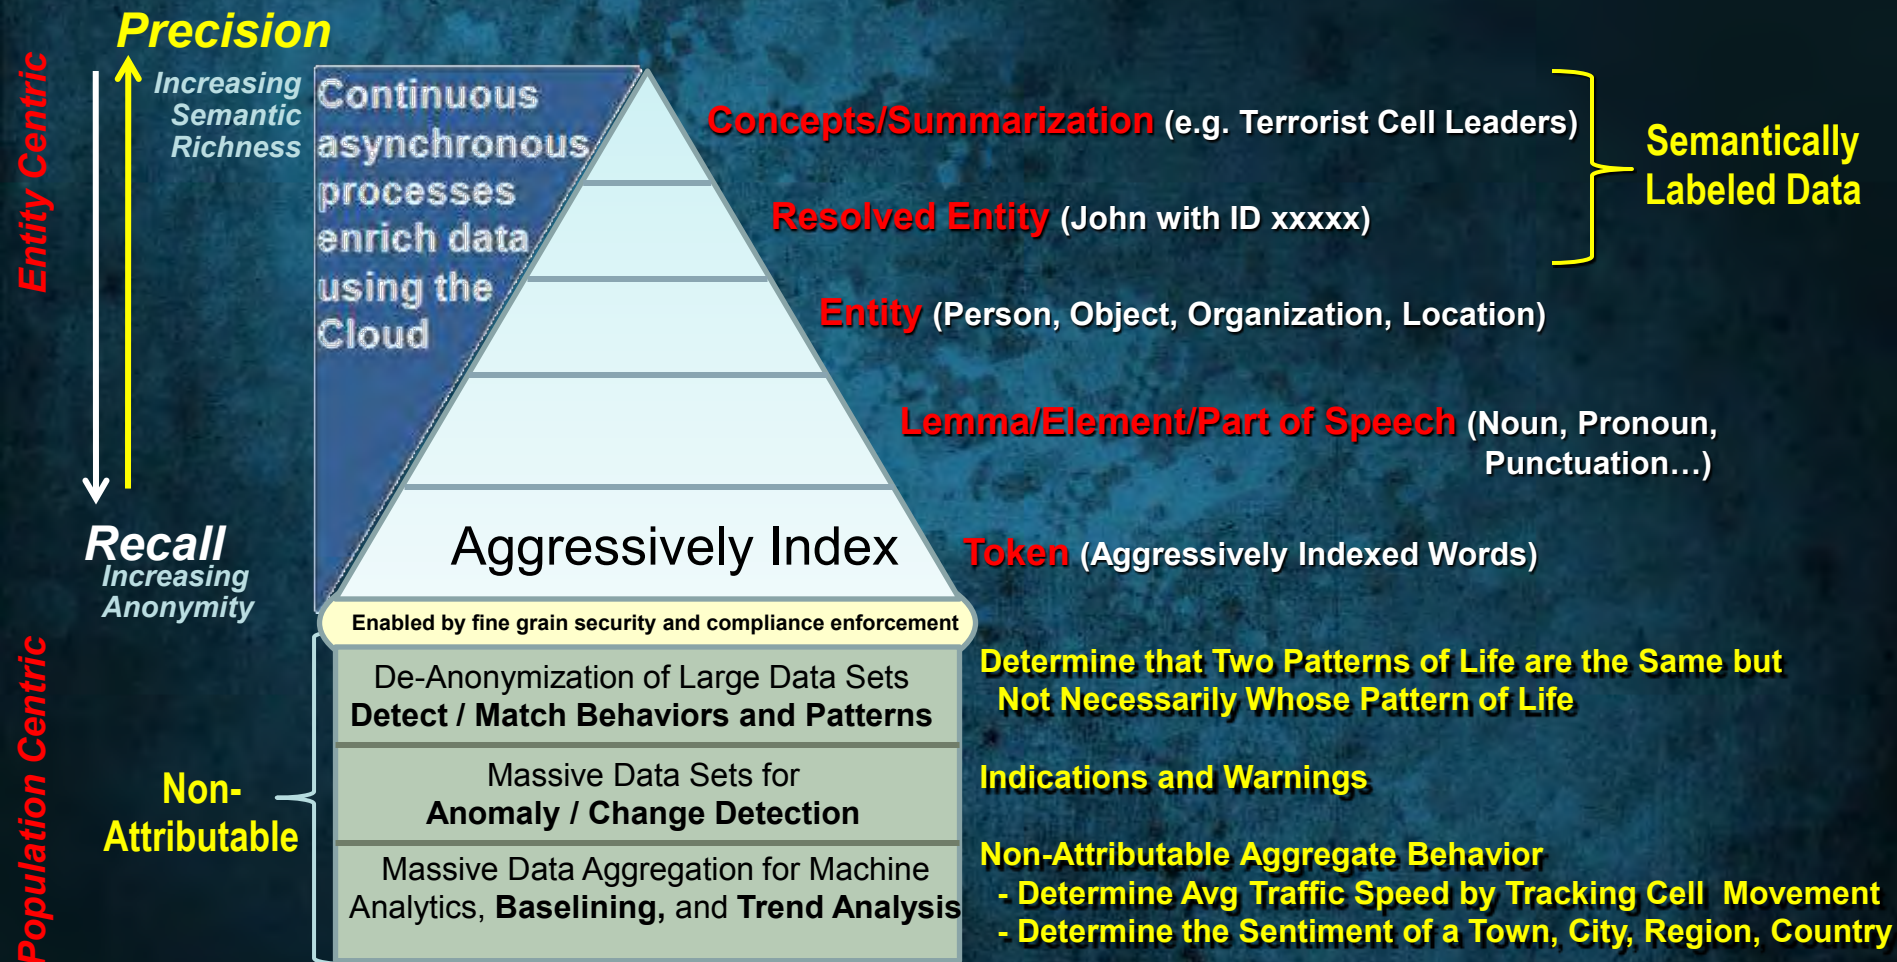 Precision
Entity Centric
Increasing
Semantic
Richness
Continuous
asynchronous
processes
enrich data
using the
Cloud
Concepts/Summarization (e.g. Terrorist Cell Leaders)
Semantically
Labeled Data
Resolved Entity (John with ID xxxxx)
Entity (Person, Object, Organization, Location)
Lemma/Element/Part of Speech (Noun, Pronoun,
Punctuation…)
Recall
Increasing
Anonymity
Aggressively Index
Token (Aggressively Indexed Words)
Enabled by fine grain security and compliance enforcement
Population Centric
Non-
Attributable
De-Anonymization of Large Data Sets
Detect / Match Behaviors and Patterns
Determine that Two Patterns of Life are the Same but
Not Necessarily Whose Pattern of Life
Massive Data Sets for
Anomaly / Change Detection
Indications and Warnings
Massive Data Aggregation for Machine
Analytics, Baselining, and Trend Analysis
Non-Attributable Aggregate Behavior
- Determine Avg Traffic Speed by Tracking Cell Movement
- Determine the Sentiment of a Town, City, Region, Country